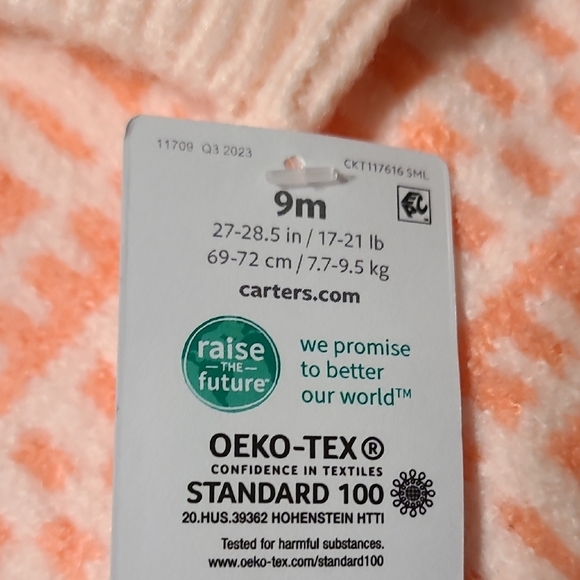 11709 Q3 2023
CKT117616 SML
9m
27-28.5 in / 17-21 lb
69-72 cm / 7.7-9.5 kg
carters.com
raise
THE
future
we promise
to better
our world™
OEKO-TEX®
CONFIDENCE IN TEXTILES
STANDARD 100
20.HUS.39362 HOHENSTEIN HTTI
Tested for harmful substances.
www.oeko-tex.com/standard100